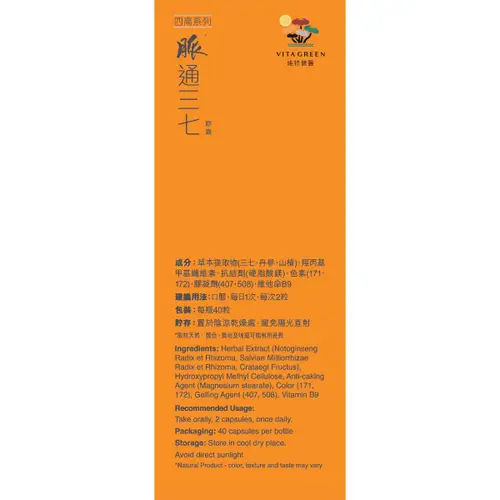 四高系列
脈通三七
膠囊
VITA GREEN
維特健靈
成分：草本提取物(三七、丹參、山楂)、羥丙基
甲基纖維素、抗結劑(硬脂酸鎂)、色素(171、
172)、膠凝劑(407、508)、維他命B9
建議用法：口服，每日1次，每次2粒
包裝：每瓶40粒
貯存：置於陰涼乾燥處，避免陽光直射
Ingredients: Herbal Extract (Notoginseng
Radix et Rhizoma, Salviae Miltiorrhizae
Radix et Rhizoma, Crataegi Fructus),
Hydroxypropyl Methyl Cellulose, Anti-caking
Agent (Magnesium stearate), Color (171,
172), Gelling Agent (407, 508), Vitamin B9
Recommended Usage:
Take orally, 2 capsules, once daily.
Packaging: 40 capsules per bottle
Storage: Store in cool dry place.
Avoid direct sunlight
*Natural Product - color, texture and taste may vary